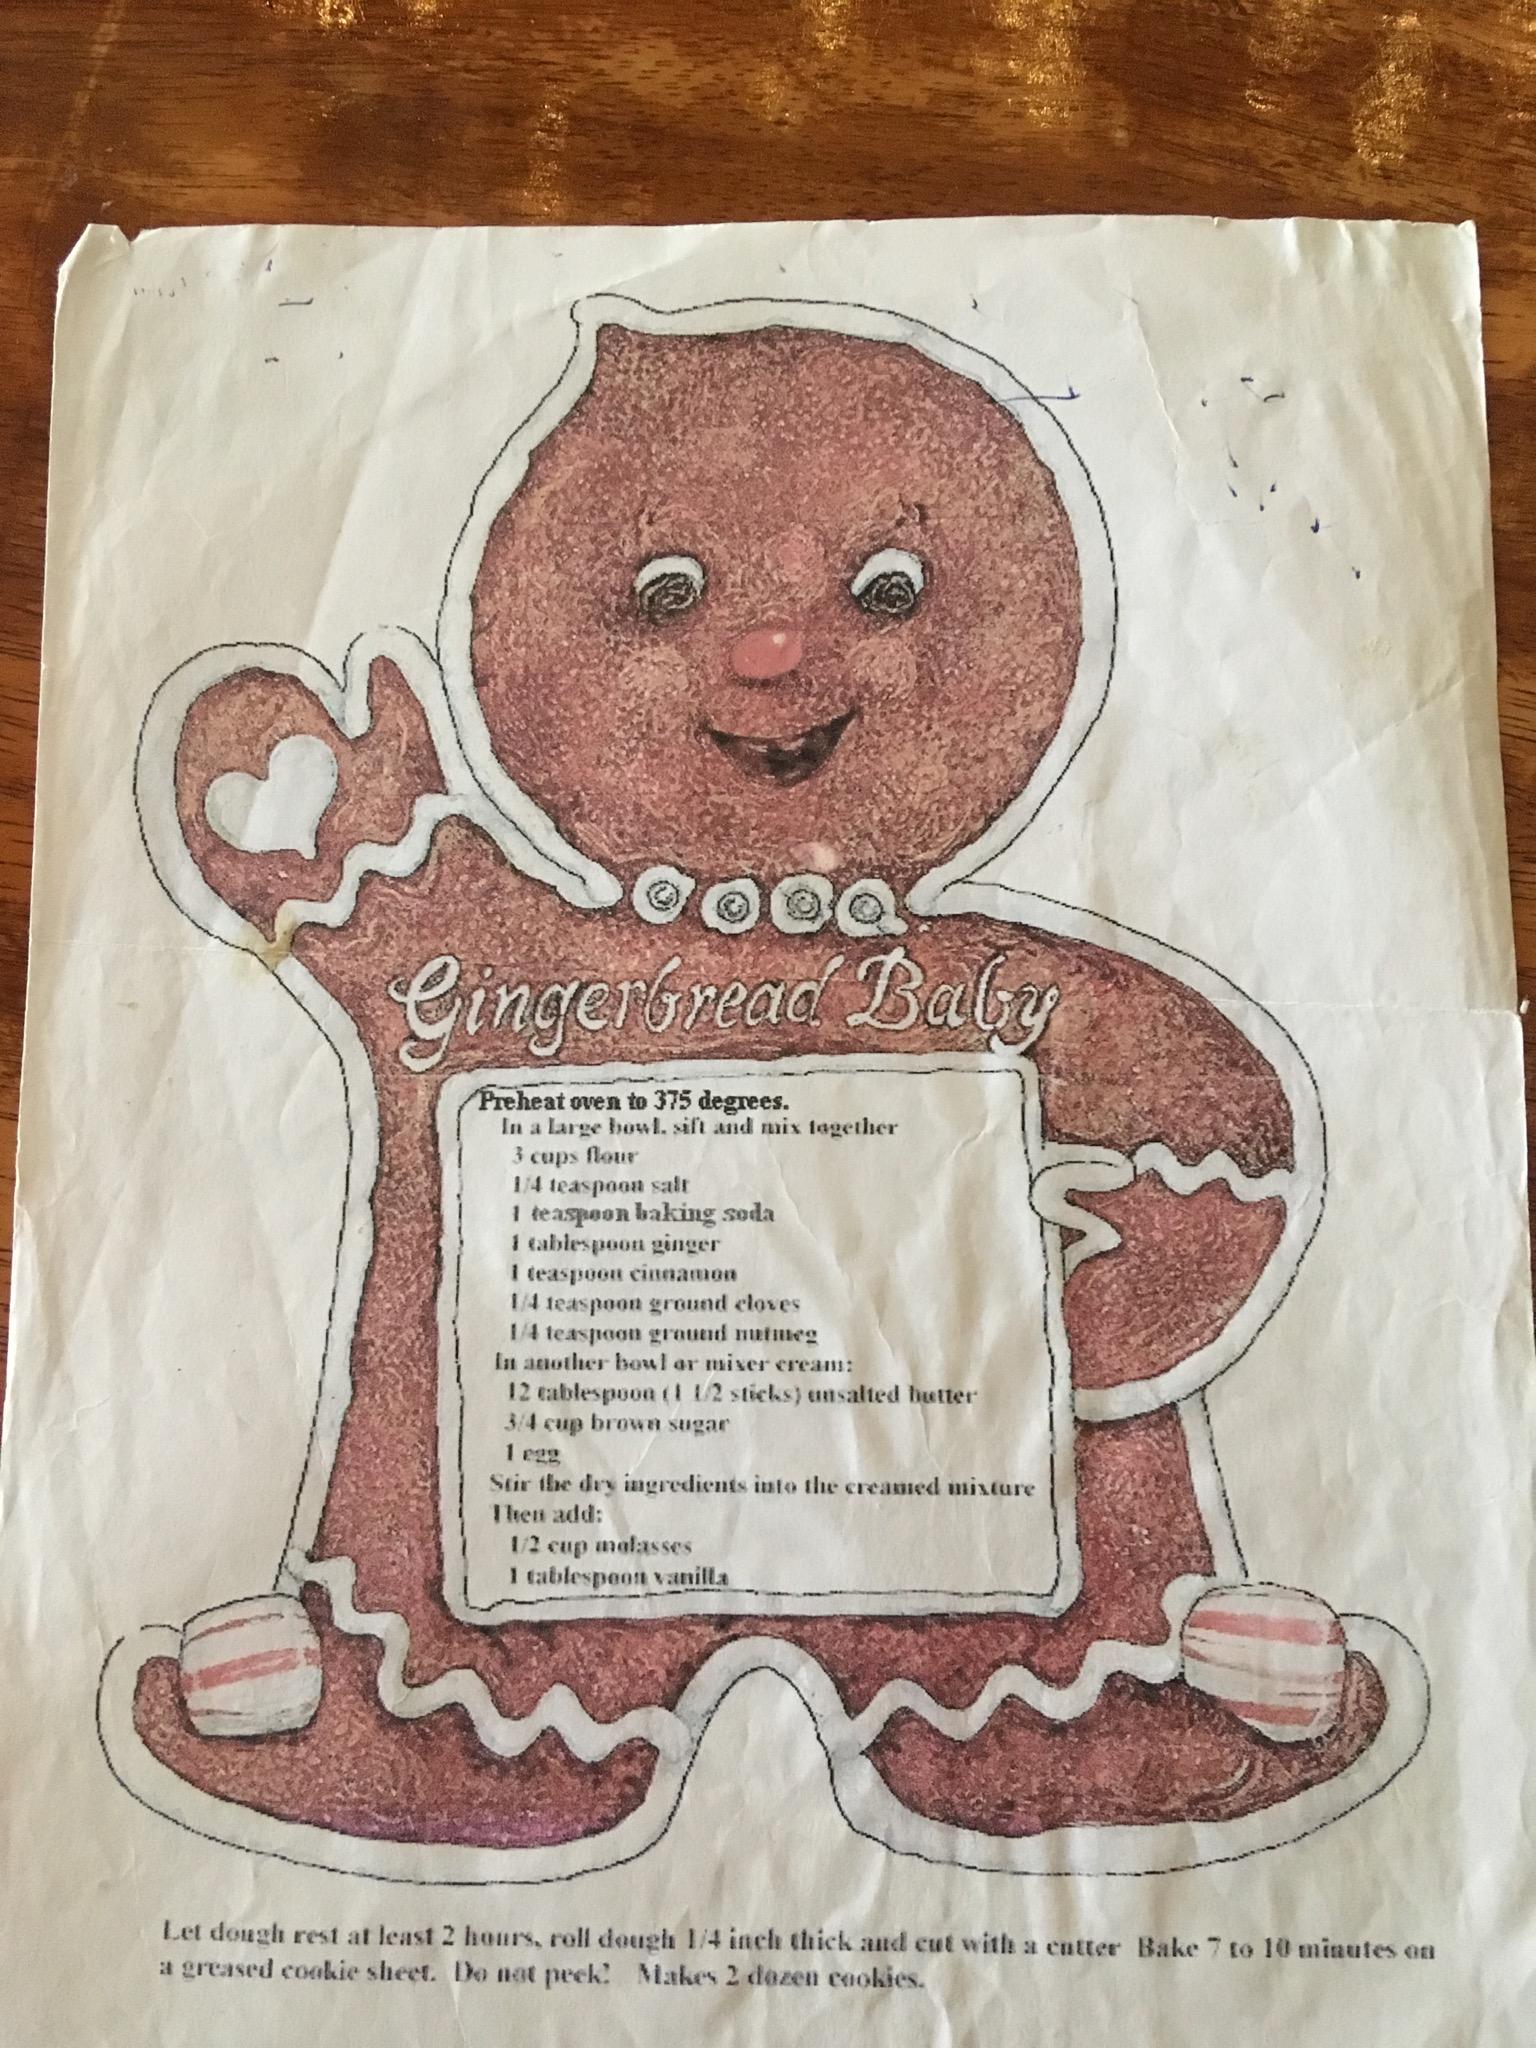 Gingerbread Baby
Preheat oven to 375 degrees.
In a large bowl, sift and mix together
3 cups flour
1/4 teaspoon salt
1 teaspoon baking soda
1 tablespoon ginger
1 teaspoon cinnamon
1/4 teaspoon ground cloves
1/4 teaspoon ground nutmeg
In another bowl or mixer cream:
12 tablespoon (1 1/2 sticks) unsalted butter
3/4 cup brown sugar
1 egg
Stir the dry ingredients into the creamed mixture
Then add:
1/2 cup molasses
1 tablespoon vanilla
Let dough rest at least 2 hours, roll dough 1/4 inch thick and cut with a cutter Bake 7 to 10 minutes on
a greased cookie sheet. Do not peek! Makes 2 dozen cookies.